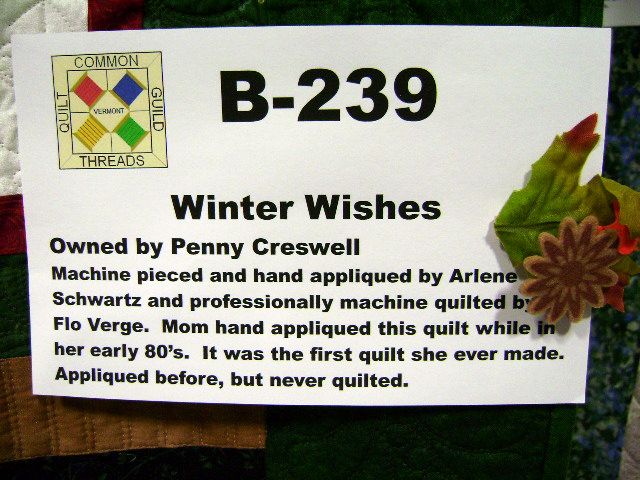 COMMON
QUILT
VERMONT
GUILD
THREADS
B-239
Winter Wishes
Owned by Penny Creswell
Machine pieced and hand appliqued by Arlene
Schwartz and professionally machine quilted by
Flo Verge. Mom hand appliqued this quilt while in
her early 80's. It was the first quilt she ever made.
Appliqued before, but never quilted.